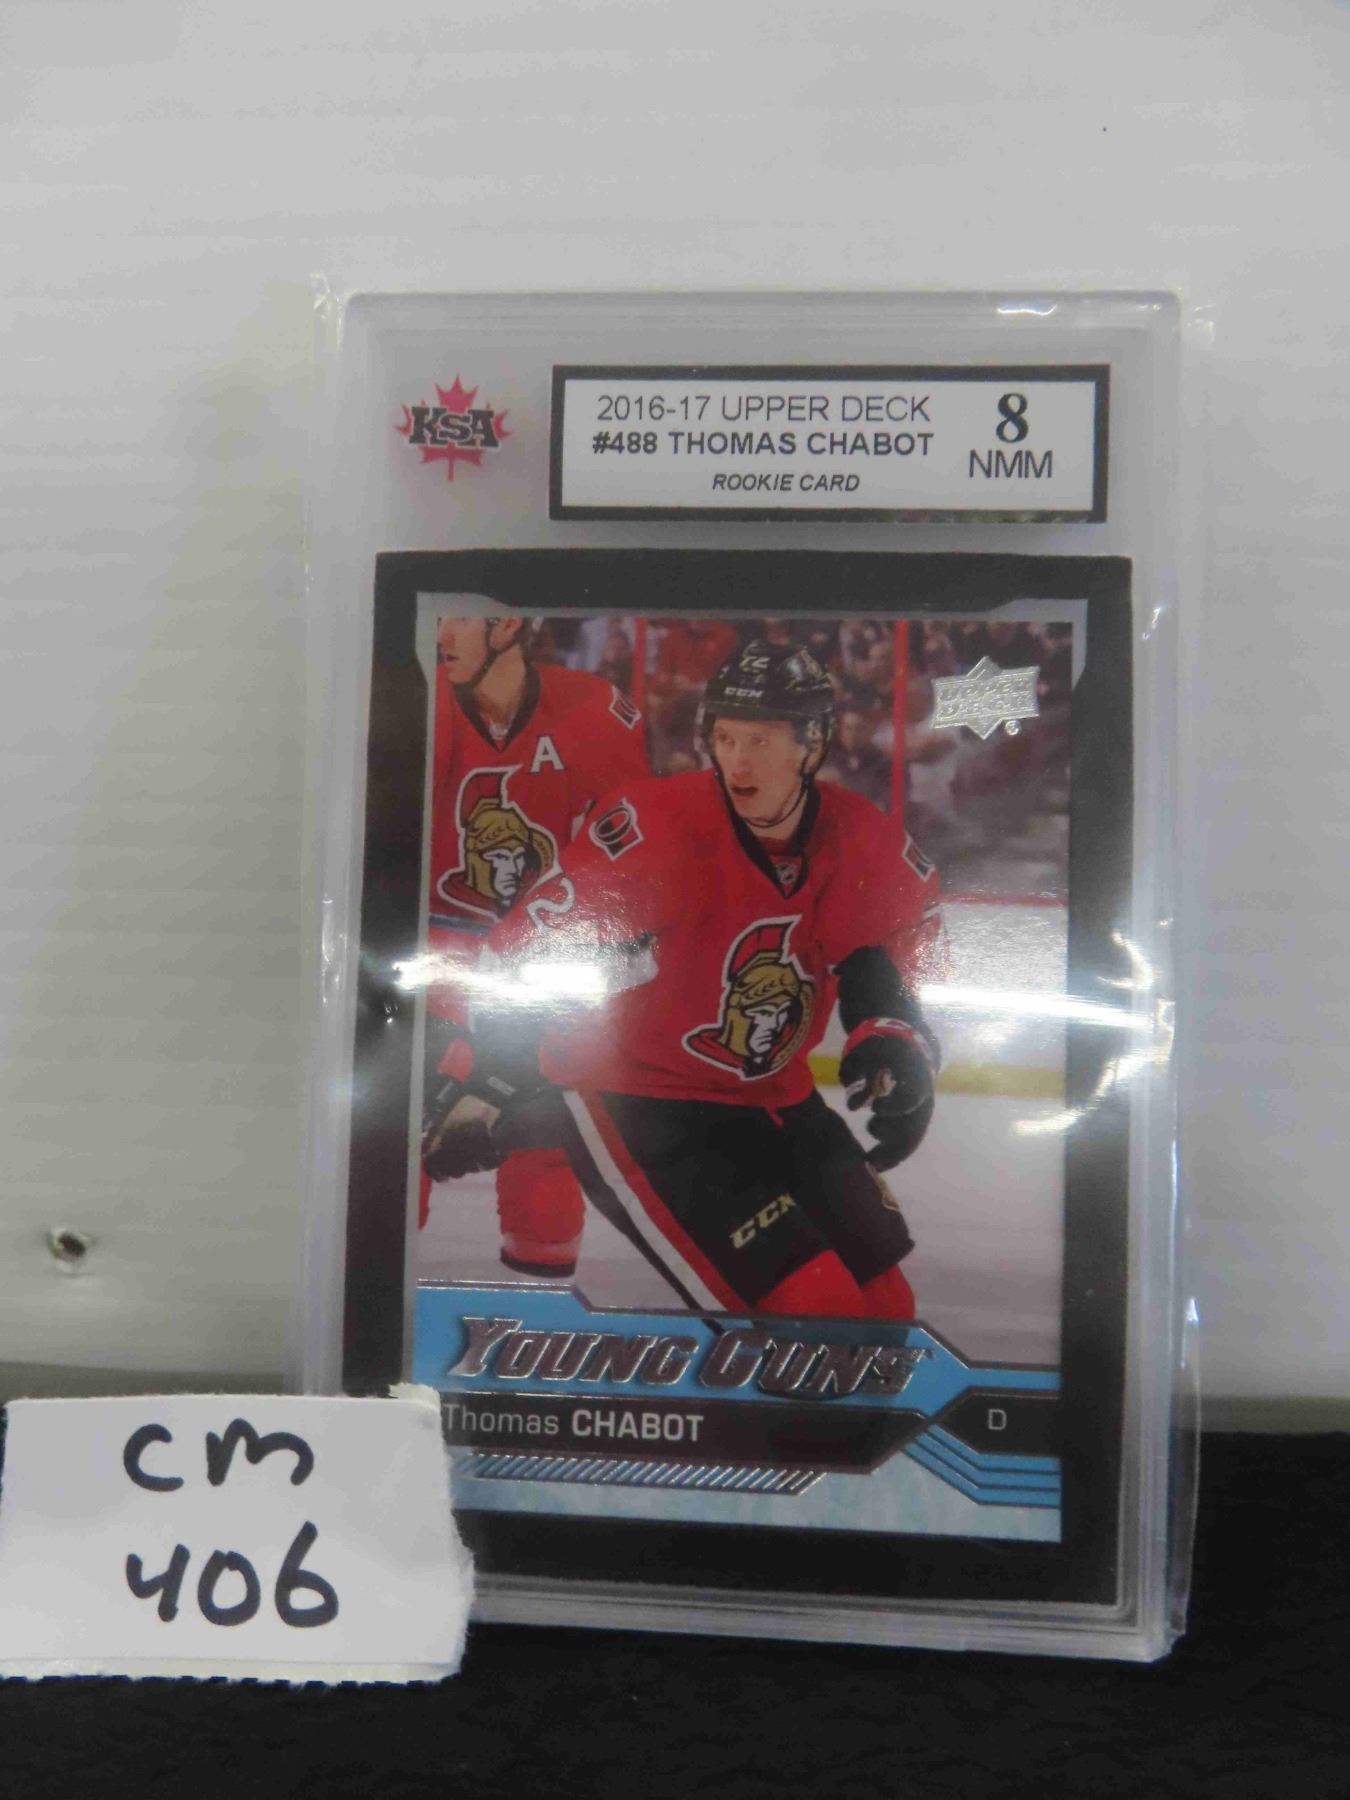 KSA
2016-17 UPPER DECK
#488 THOMAS CHABOT
ROOKIE CARD
8
NMM
72
CCM
UPPER
DECK
A
CCM
YOUNG GUNS
Thomas CHABOT
D
cm
406